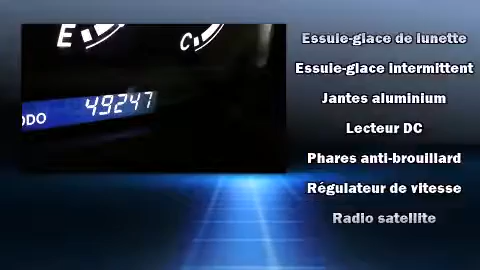 E
C
ODO 49247
Essuie-glace de lunette
Essuie-glace intermittent
Jantes aluminium
Lecteur DC
Phares anti-brouillard
Régulateur de vitesse
Radio satellite